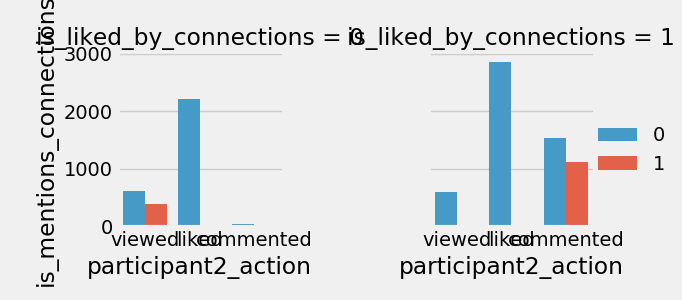 is_liked_by_connections = 0
is_liked_by_connections = 1
is_mentions_connections
3000
2000
1000
0
viewed
liked
commented
viewed
liked
commented
participant2_action
participant2_action
0
1